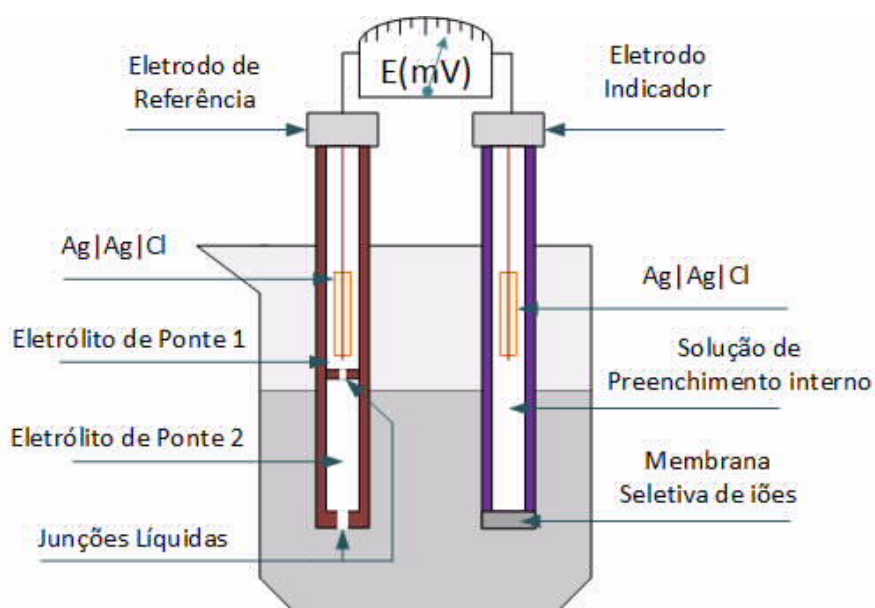 Eletrodo de
Referência
E(mV)
Eletrodo
Indicador
Ag|Ag|Cl
Ag|Ag|Cl
Eletrólito de Ponte 1
Solução de
Preenchimento interno
Eletrólito de Ponte 2
Membrana
Seletiva de iões
Junções Líquidas